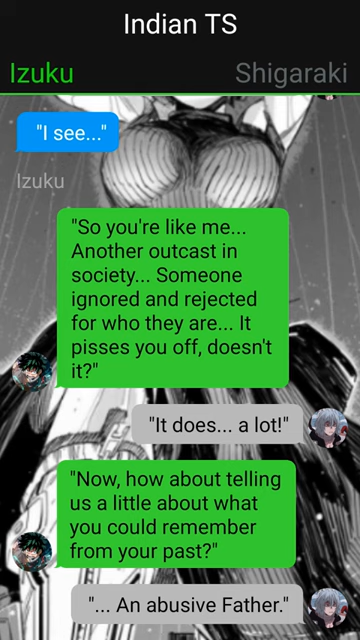 Indian TS
Izuku Shigaraki
"I see..."
Izuku
"So you're like me...
Another outcast in
society... Someone
ignored and rejected
for who they are... It
pisses you off, doesn't
it?"
"It does... a lot!"
"Now, how about telling
us a little about what
you could remember
from your past?"
"... An abusive Father."